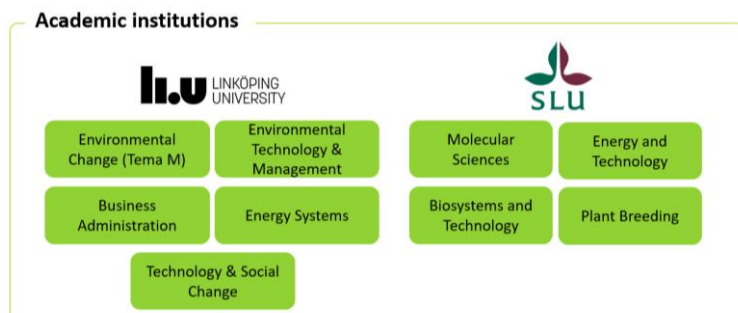 Academic institutions
li.u LINKÖPING
UNIVERSITY
SLU
Environmental
Change (Tema M)
Environmental
Technology &
Management
Molecular
Sciences
Energy and
Technology
Business
Administration
Energy Systems
Biosystems and
Technology
Plant Breeding
Technology & Social
Change